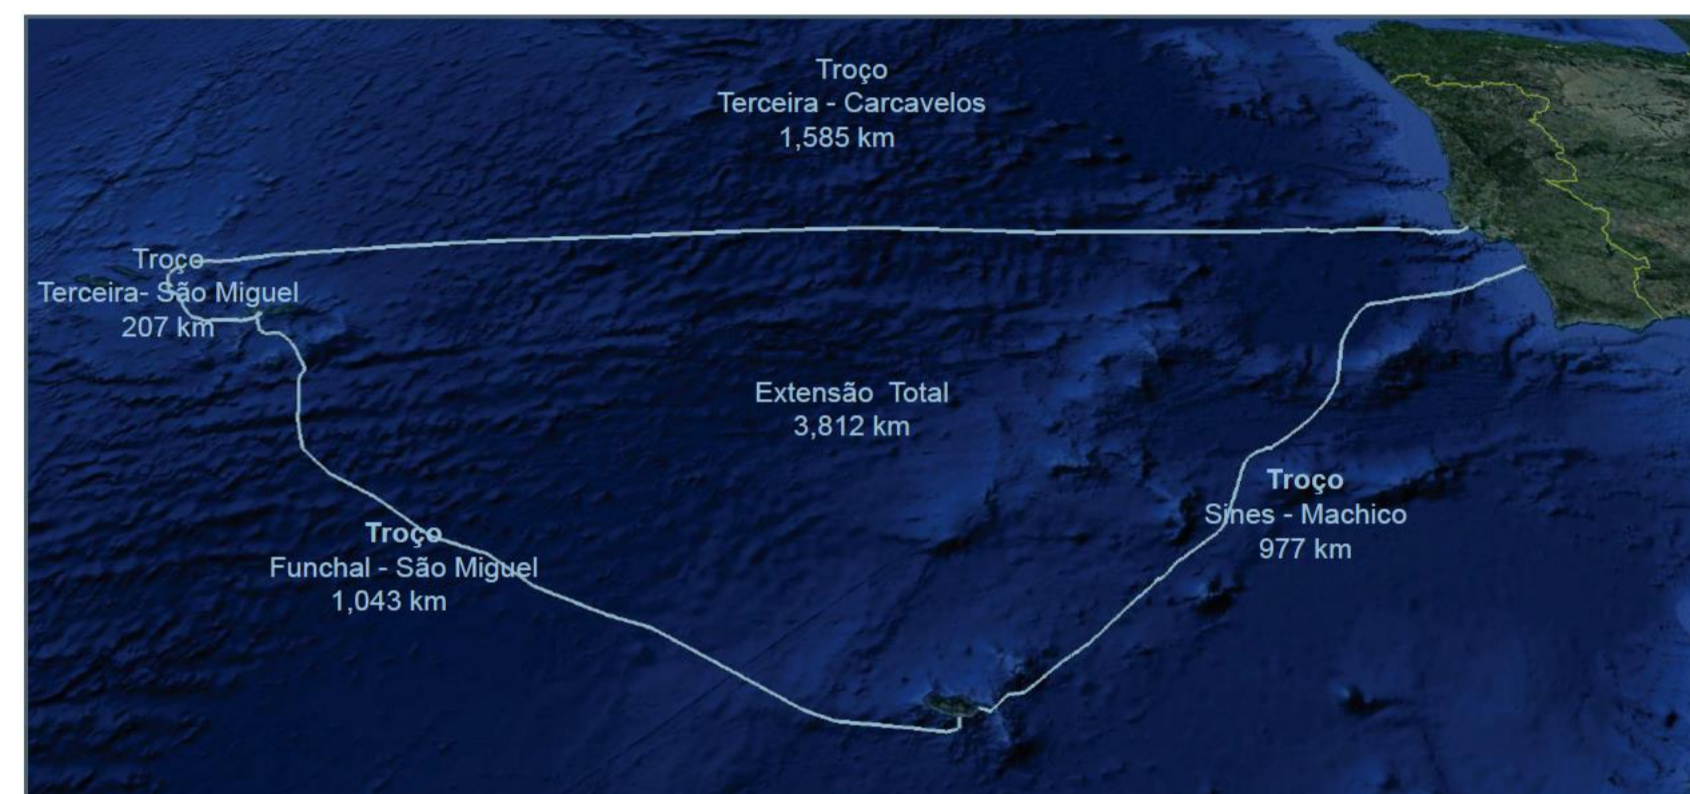 Troço
Terceira - Carcavelos
1,585 km
Troço
Terceira- São Miguel
207 km
Extensão Total
3,812 km
Troço
Sines - Machico
977 km
Troço
Funchal - São Miguel
1,043 km